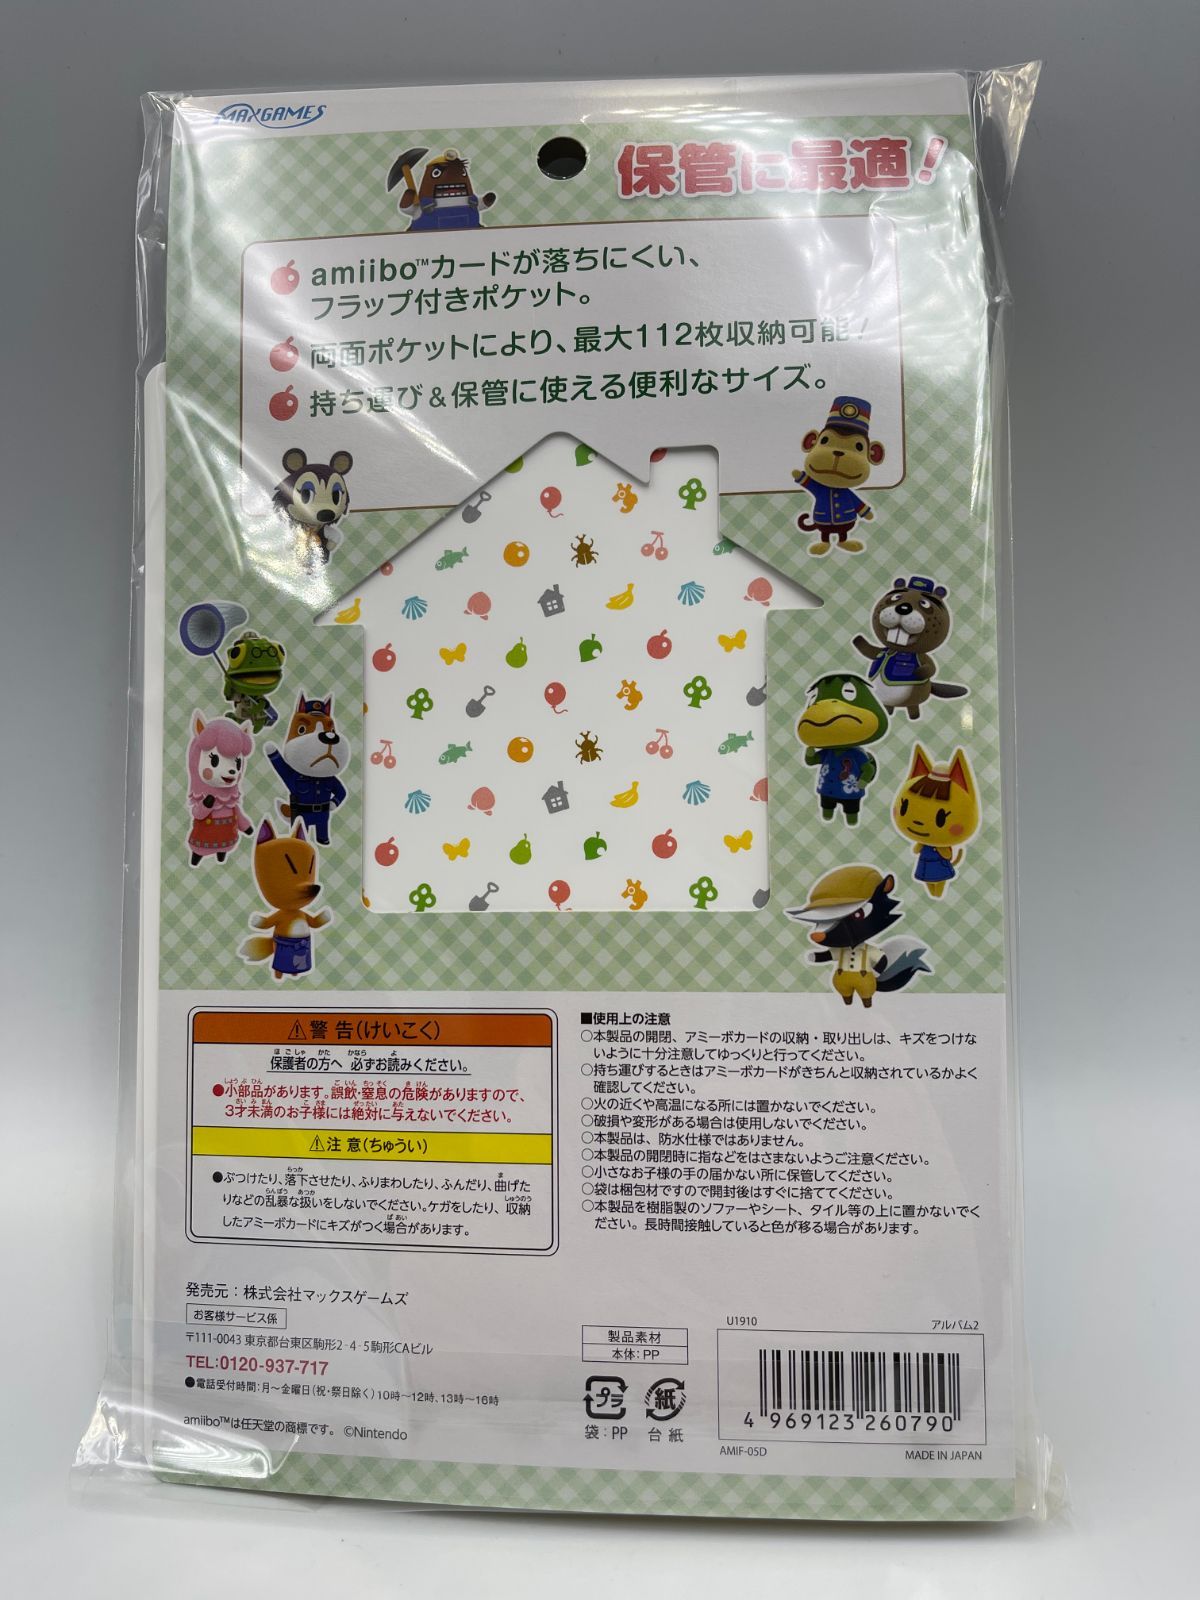 MAXGAMES
保管に最適!
amiibo™カードが落ちにくい、
フラップ付きポケット。
両面ポケットにより、最大112枚収納可能!
持ち運び&保管に使える便利なサイズ。
⚠警告(けいこく)
保護者の方へ 必ずお読みください。
●小部品があります。誤飲・窒息の危険がありますので、
3才未満のお子様には絶対に与えないでください。
⚠注意(ちゅうい)
●ぶつけたり、落下させたり、ふりまわしたり、ふんだり、曲げた
りなどの乱暴な扱いをしないでください。ケガをしたり、収納
したアミーボカードにキズがつく場合があります。
■使用上の注意
○本製品の開閉、アミーボカードの収納・取り出しは、キズをつけな
いように十分注意してゆっくりと行ってください。
○持ち運びするときはアミーボカードがきちんと収納されているかよく
確認してください。
○火の近くや高温になる所には置かないでください。
○破損や変形がある場合は使用しないでください。
○本製品は、防水仕様ではありません。
○本製品の開閉時に指などをはさまないようご注意ください。
○小さなお子様の手の届かない所に保管してください。
○袋は梱包材ですので開封後はすぐに捨ててください。
○本製品を樹脂製のソファーやシート、タイル等の上に置かないでく
ださい。長時間接触していると色が移る場合があります。
発売元:株式会社マックスゲームズ
お客様サービス係
〒111-0043 東京都台東区駒形2-4-5駒形CAビル
TEL:0120-937-717
●電話受付時間:月〜金曜日(祝・祭日除く)10時〜12時、13時〜16時
amiibo™は任天堂の商標です。 ©Nintendo
製品素材
本体:PP
プラ 紙
袋:PP 台紙
U1910 アルバム2
4 969123 260790
AMIF-05D MADE IN JAPAN